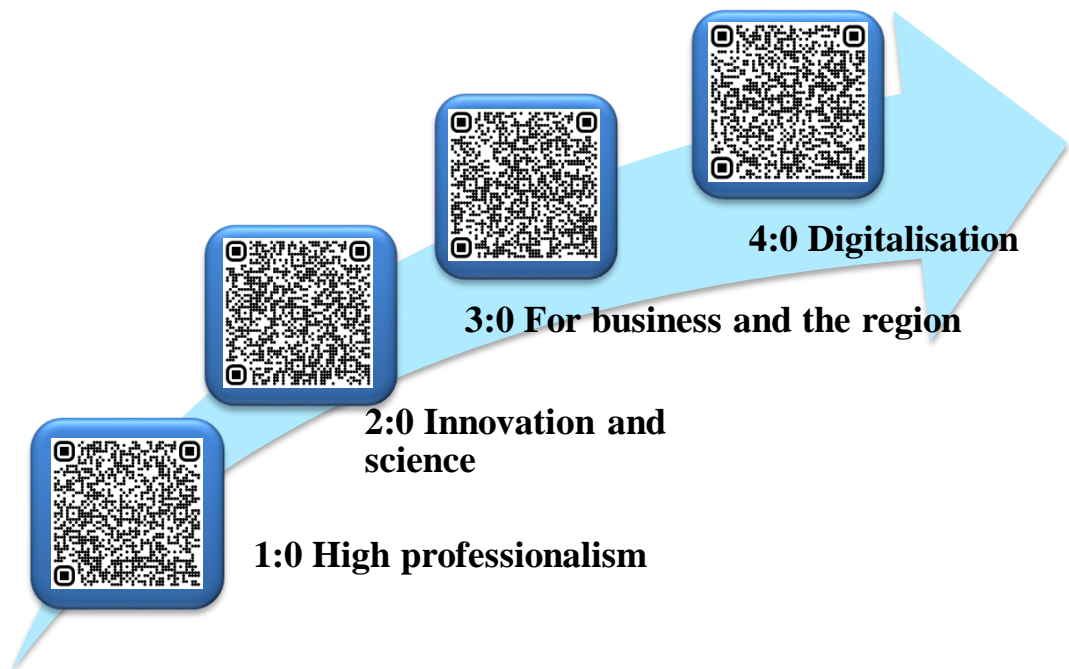 4:0 Digitalisation
3:0 For business and the region
2:0 Innovation and
science
1:0 High professionalism